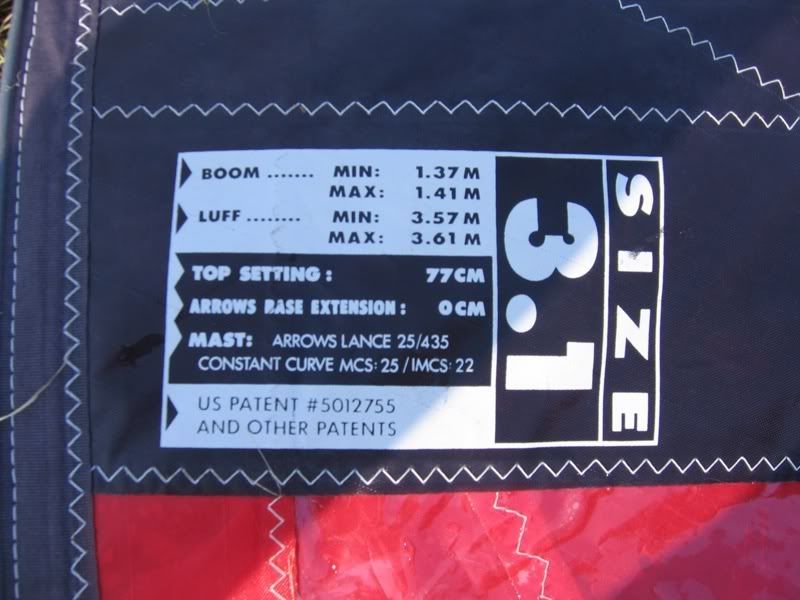 BOOM ....... MIN: 1.37 M
MAX: 1.41 M
LUFF ........ MIN: 3.57 M
MAX: 3.61 M
TOP SETTING : 77CM
ARROWS BASE EXTENSION : 0CM
MAST: ARROWS LANCE 25/435
CONSTANT CURVE MCS: 25 / IMCS: 22
US PATENT #5012755
AND OTHER PATENTS
SIZE
3.1